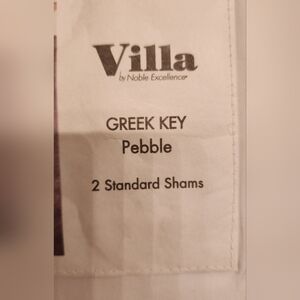 Villa
by Noble Excellence®
GREEK KEY
Pebble
2 Standard Shams